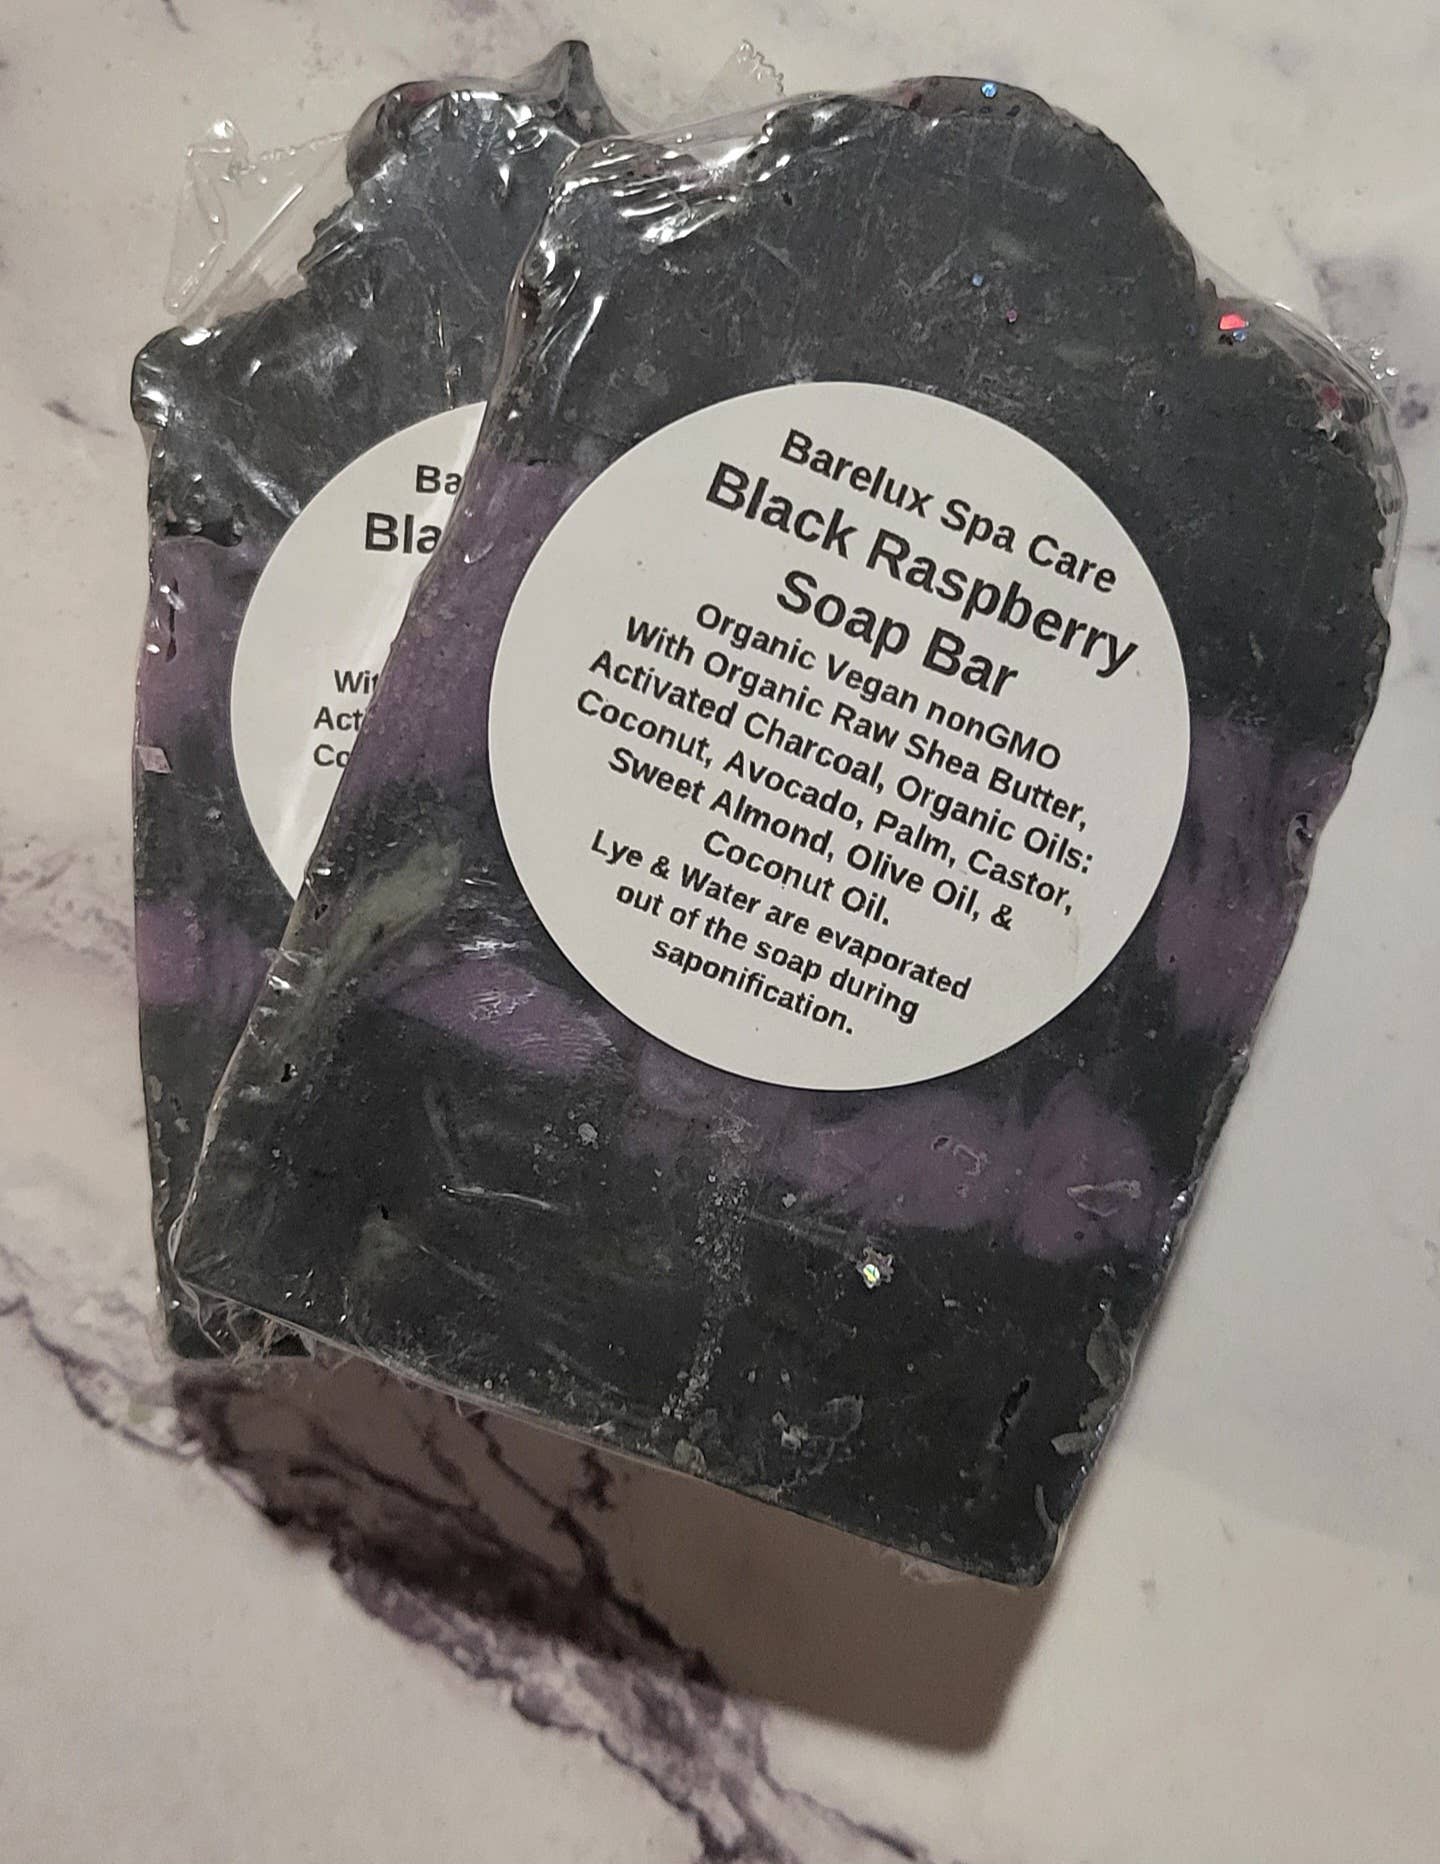 Barelux Spa Care
Black Raspberry
Soap Bar
Organic Vegan nonGMO
With Organic Raw Shea Butter,
Activated Charcoal, Organic Oils:
Coconut, Avocado, Palm, Castor,
Sweet Almond, Olive Oil, &
Coconut Oil.
Lye & Water are evaporated
out of the soap during
saponification.
Ba
Bla
Wit
Act
Co